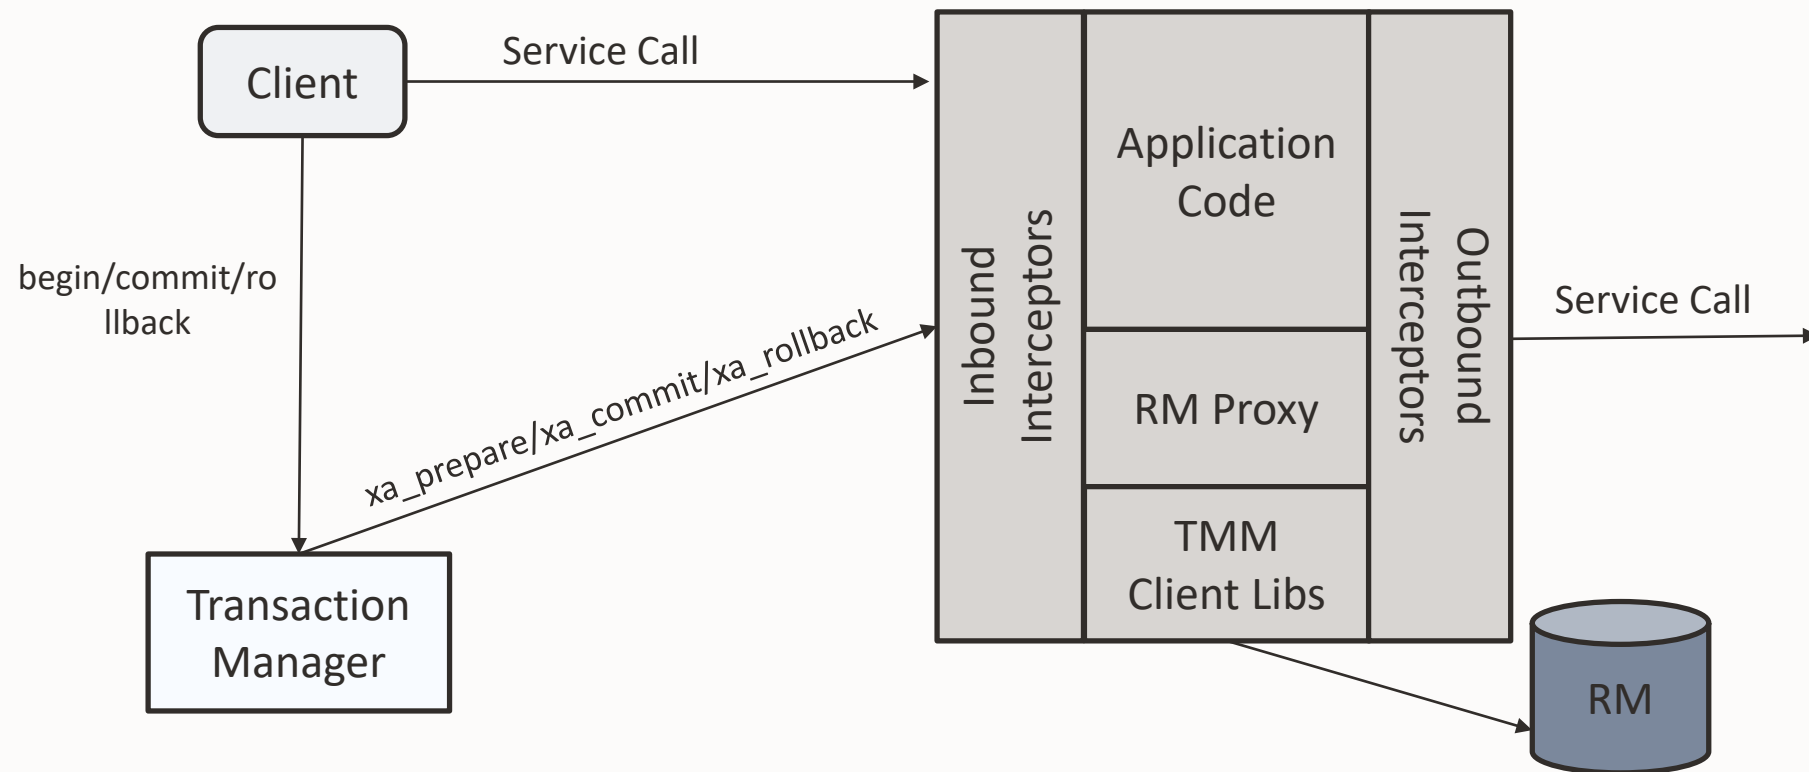 Client
Service Call
begin/commit/ro
llback
xa_prepare/xa_commit/xa_rollback
Transaction
Manager
Inbound
Interceptors
Application
Code
RM Proxy
TMM
Client Libs
Outbound
Interceptors
Service Call
RM